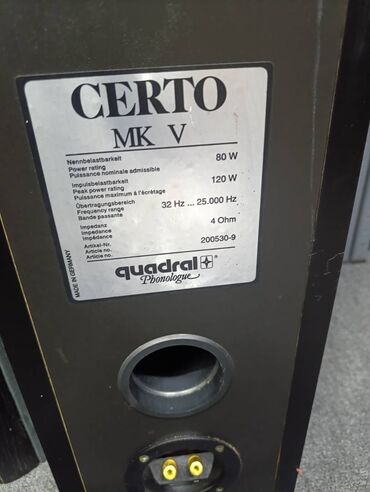 CERTO
MK V
Nennbelastbarkeit
Power rating 80 W
Puissance nominale admissible
Impulsbelastbarkeit
Peak power rating 120 W
Puissance maximum à l'écrétage
Übertragungsbereich
Frequency range 32 Hz ... 25.000 Hz
Bande passante
Impedanz
Impedance 4 Ohm
Impédance
Artikel-Nr.
Article no. 200530-9
Article no.
MADE IN GERMANY
quadral
Phonologue